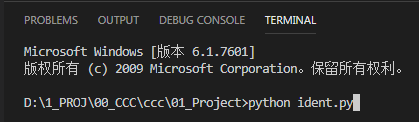 PROBLEMS OUTPUT DEBUG CONSOLE TERMINAL
Microsoft Windows [版本 6.1.7601]
版权所有 (c) 2009 Microsoft Corporation。保留所有权利。
D:\1_PROJ\00_CCC\ccc\01_Project>python ident.py